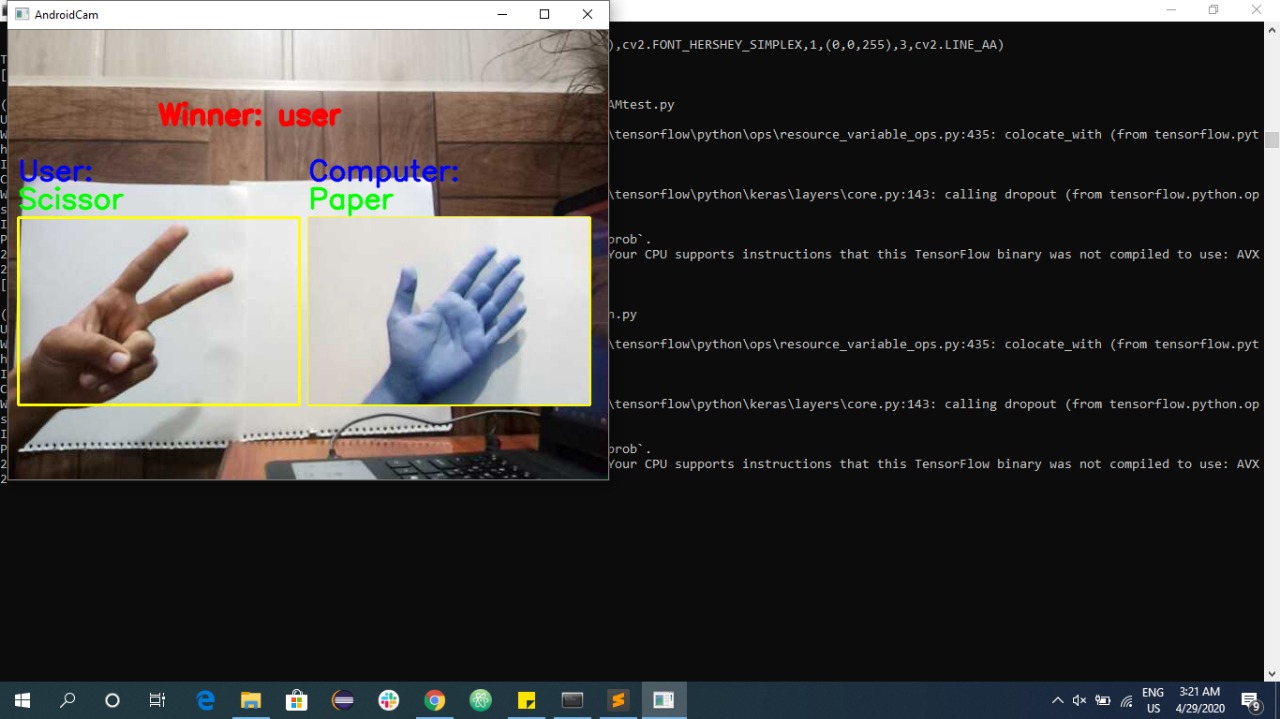 AndroidCam
Winner: user
User:
Computer:
Scissor
Paper
),cv2.FONT_HERSHEY_SIMPLEX,1,(0,0,255),3,cv2.LINE_AA)
AMtest.py
\tensorflow\python\ops\resource_variable_ops.py:435: colocate_with (from tensorflow.pyt
\tensorflow\python\keras\layers\core.py:143: calling dropout (from tensorflow.python.op
prob`.
Your CPU supports instructions that this TensorFlow binary was not compiled to use: AVX
n.py
\tensorflow\python\ops\resource_variable_ops.py:435: colocate_with (from tensorflow.pyt
\tensorflow\python\keras\layers\core.py:143: calling dropout (from tensorflow.python.op
prob`.
Your CPU supports instructions that this TensorFlow binary was not compiled to use: AVX
ENG
US
3:21 AM
4/29/2020
9